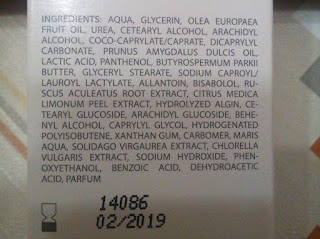 INGREDIENTS: AQUA, GLYCERIN, OLEA EUROPAEA
FRUIT OIL, UREA, CETEARYL ALCOHOL, ARACHIDYL
ALCOHOL, COCO-CAPRYLATE/CAPRATE, DICAPRYLYL
CARBONATE, PRUNUS AMYGDALUS DULCIS OIL,
LACTIC ACID, PANTHENOL, BUTYROSPERMUM PARKII
BUTTER, GLYCERYL STEARATE, SODIUM CAPROYL/
LAUROYL LACTYLATE, ALLANTOIN, BISABOLOL, RU-
SCUS ACULEATUS ROOT EXTRACT, CITRUS MEDICA
LIMONUM PEEL EXTRACT, HYDROLYZED ALGIN, CE-
TEARYL GLUCOSIDE, ARACHIDYL GLUCOSIDE, BEHE-
NYL ALCOHOL, CAPRYLYL GLYCOL, HYDROGENATED
POLYISOBUTENE, XANTHAN GUM, CARBOMER, MARIS
AQUA, SOLIDAGO VIRGAUREA EXTRACT, CHLORELLA
VULGARIS EXTRACT, SODIUM HYDROXIDE, PHEN-
OXYETHANOL, BENZOIC ACID, DEHYDROACETIC
ACID, PARFUM
14086
02/2019